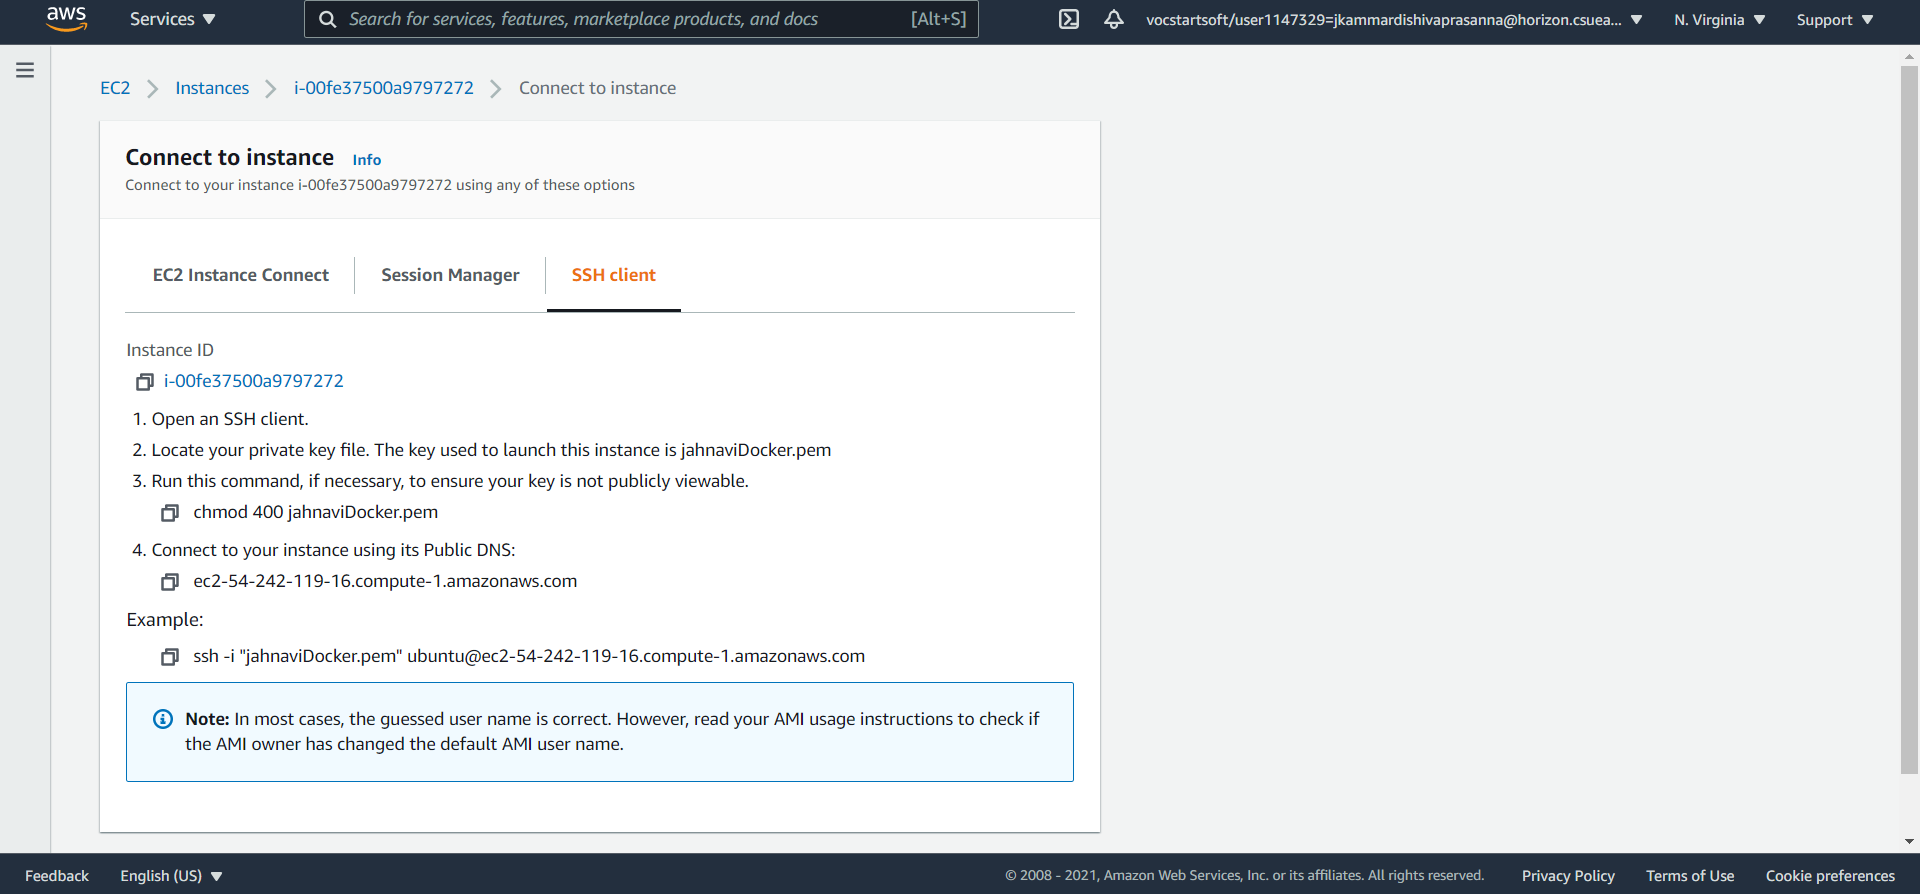 aws
Services
Search for services, features, marketplace products, and docs [Alt+S]
vocstartsoft/user1147329=jkammardishivaprasanna@horizon.csuea...
N. Virginia
Support
EC2 Instances i-00fe37500a9797272 Connect to instance
Connect to instance Info
Connect to your instance i-00fe37500a9797272 using any of these options
EC2 Instance Connect
Session Manager
SSH client
Instance ID
i-00fe37500a9797272
1. Open an SSH client.
2. Locate your private key file. The key used to launch this instance is jahnaviDocker.pem
3. Run this command, if necessary, to ensure your key is not publicly viewable.
chmod 400 jahnaviDocker.pem
4. Connect to your instance using its Public DNS:
ec2-54-242-119-16.compute-1.amazonaws.com
Example:
ssh -i "jahnaviDocker.pem" ubuntu@ec2-54-242-119-16.compute-1.amazonaws.com
Note: In most cases, the guessed user name is correct. However, read your AMI usage instructions to check if
the AMI owner has changed the default AMI user name.
Feedback
English (US)
© 2008 - 2021, Amazon Web Services, Inc. or its affiliates. All rights reserved.
Privacy Policy
Terms of Use
Cookie preferences